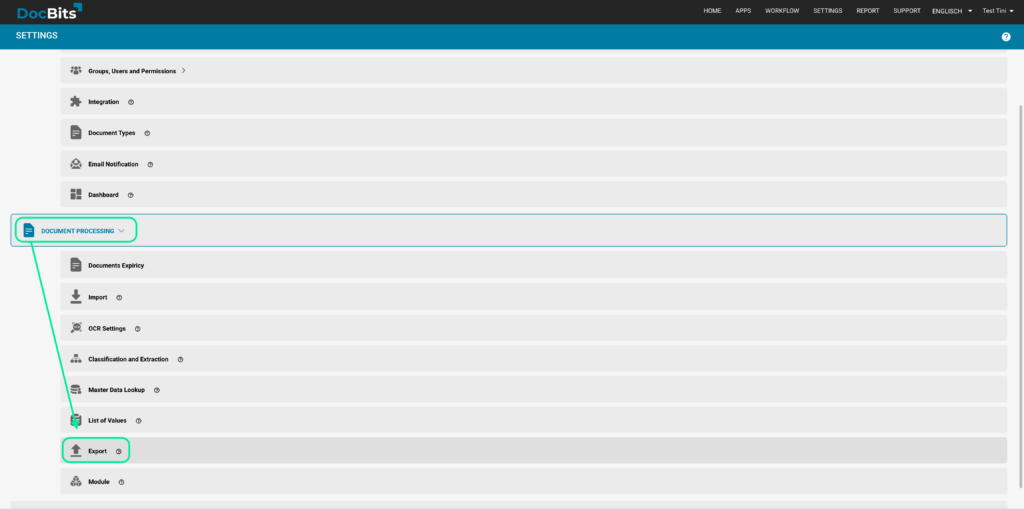 DocBits
HOME APPS WORKFLOW SETTINGS REPORT SUPPORT ENGLISCH Test Tini
SETTINGS
Groups, Users and Permissions
Integration
Document Types
Email Notification
Dashboard
DOCUMENT PROCESSING
Documents Expiricy
Import
OCR Settings
Classification and Extraction
Master Data Lookup
List of Values
Export
Module